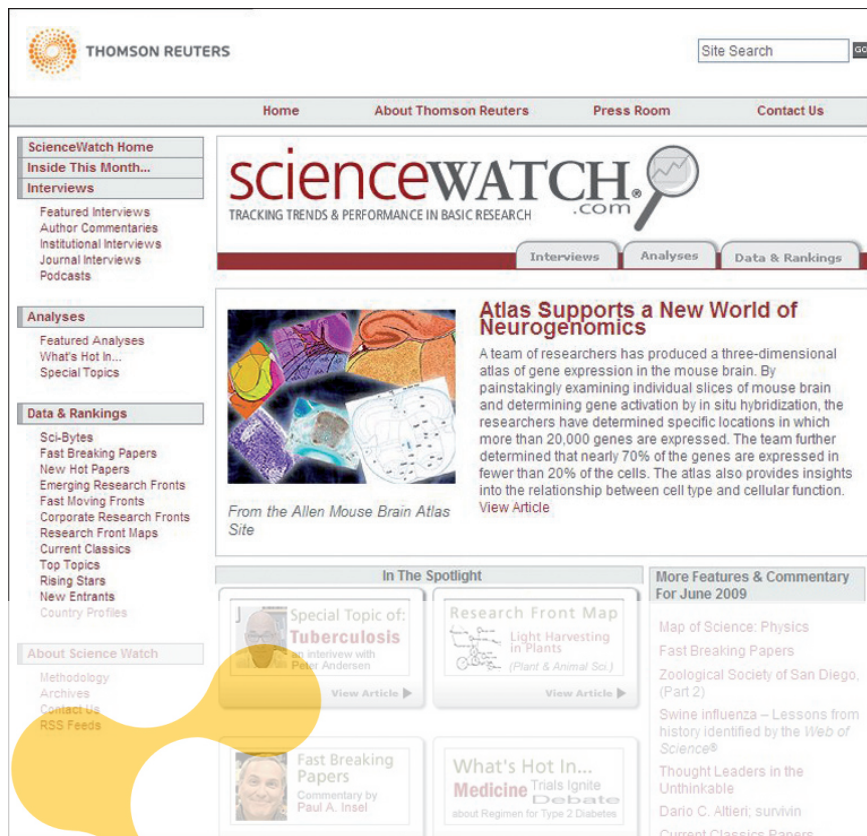 THOMSON REUTERS
Site Search
GO
Home About Thomson Reuters Press Room Contact Us
ScienceWatch Home
Inside This Month...
Interviews
Featured Interviews
Author Commentaries
Institutional Interviews
Journal Interviews
Podcasts
Analyses
Featured Analyses
What's Hot In...
Special Topics
Data & Rankings
Sci-Bytes
Fast Breaking Papers
New Hot Papers
Emerging Research Fronts
Fast Moving Fronts
Corporate Research Fronts
Research Front Maps
Current Classics
Top Topics
Rising Stars
New Entrants
Country Profiles
About Science Watch
Methodology
Archives
Contact Us
RSS Feeds
scienceWATCH®
.com
TRACKING TRENDS & PERFORMANCE IN BASIC RESEARCH
Interviews Analyses Data & Rankings
Atlas Supports a New World of
Neurogenomics
A team of researchers has produced a three-dimensional
atlas of gene expression in the mouse brain. By
painstakingly examining individual slices of mouse brain
and determining gene activation by in situ hybridization, the
researchers have determined specific locations in which
more than 20,000 genes are expressed. The team further
determined that nearly 70% of the genes are expressed in
fewer than 20% of the cells. The atlas also provides insights
into the relationship between cell type and cellular function.
View Article
From the Allen Mouse Brain Atlas
Site
In The Spotlight
Special Topic of:
Tuberculosis
an interivew with
Peter Andersen
View Article
Research Front Map
Light Harvesting
in Plants
(Plant & Animal Sci.)
View Article
Fast Breaking
Papers
Commentary by
Paul A. Insel
What's Hot In...
Medicine Trials Ignite
Debate
about Regimen for Type 2 Diabetes
More Features & Commentary
For June 2009
Map of Science: Physics
Fast Breaking Papers
Zoological Society of San Diego,
(Part 2)
Swine influenza – Lessons from
history identified by the Web of
Science®
Thought Leaders in the
Unthinkable
Dario C. Altieri; survivin
Current Classics Papers